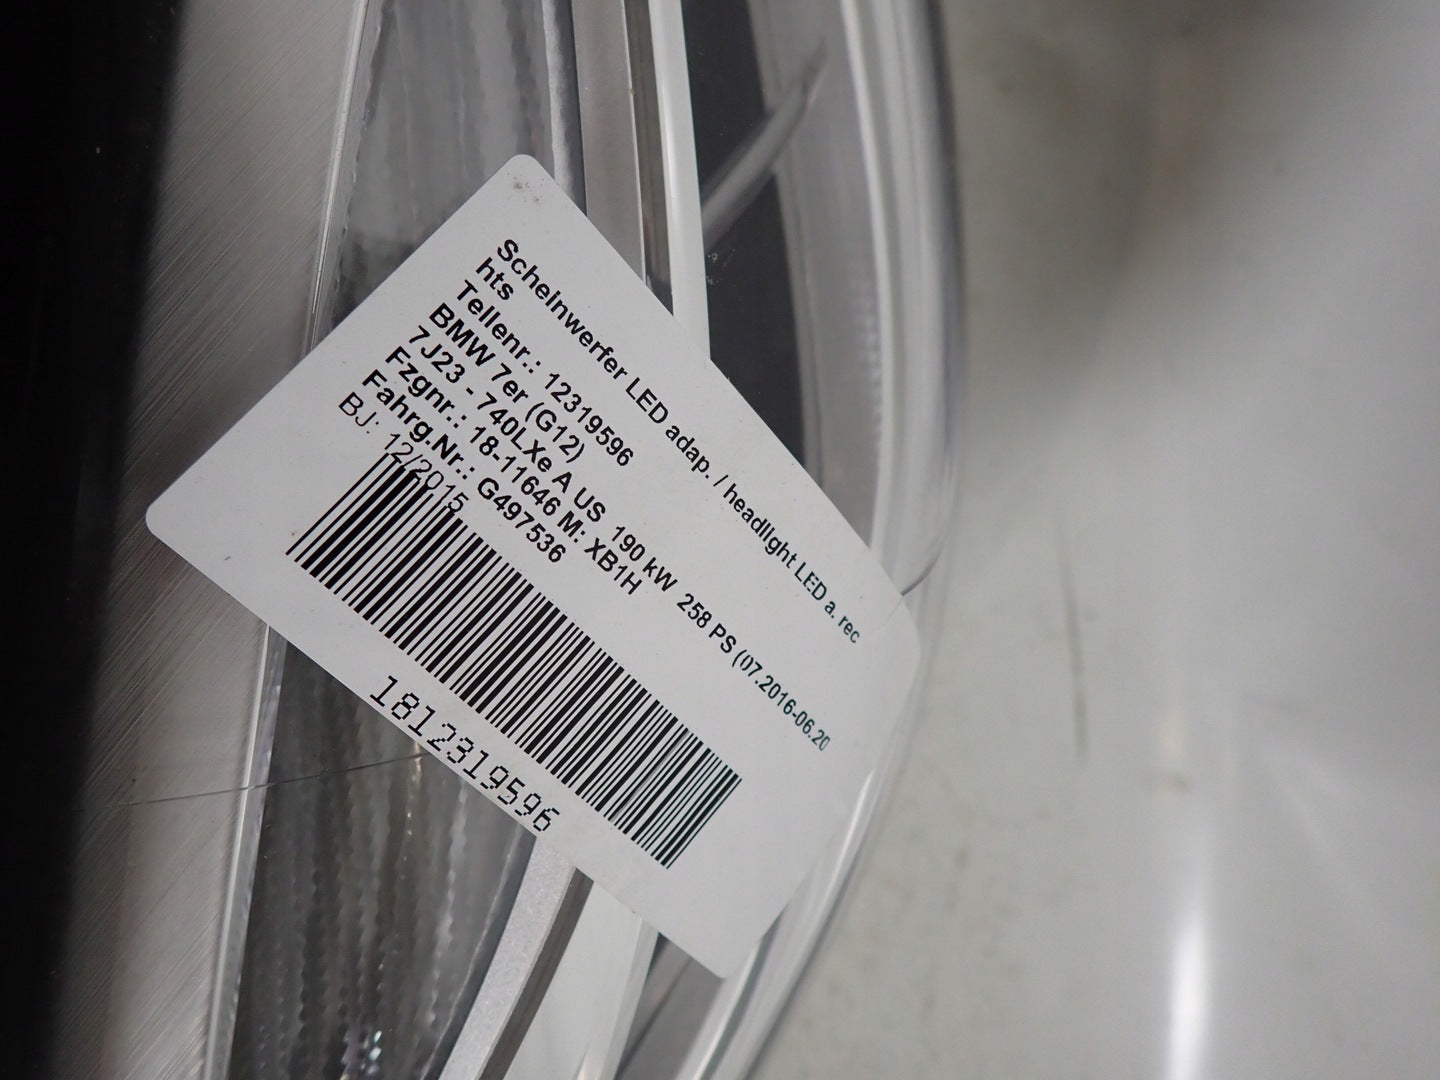 Scheinwerfer LED adap. / headlight LED a. rec
hts
Teilenr.: 12319596
BMW 7er (G12)
7J23 - 740LXe A US 190 kW 258 PS (07.2016-06.20
Fzgnr.: 18-11646 M: XB1H
Fahrg.Nr.: G497536
BJ: 12/2015
1812319596